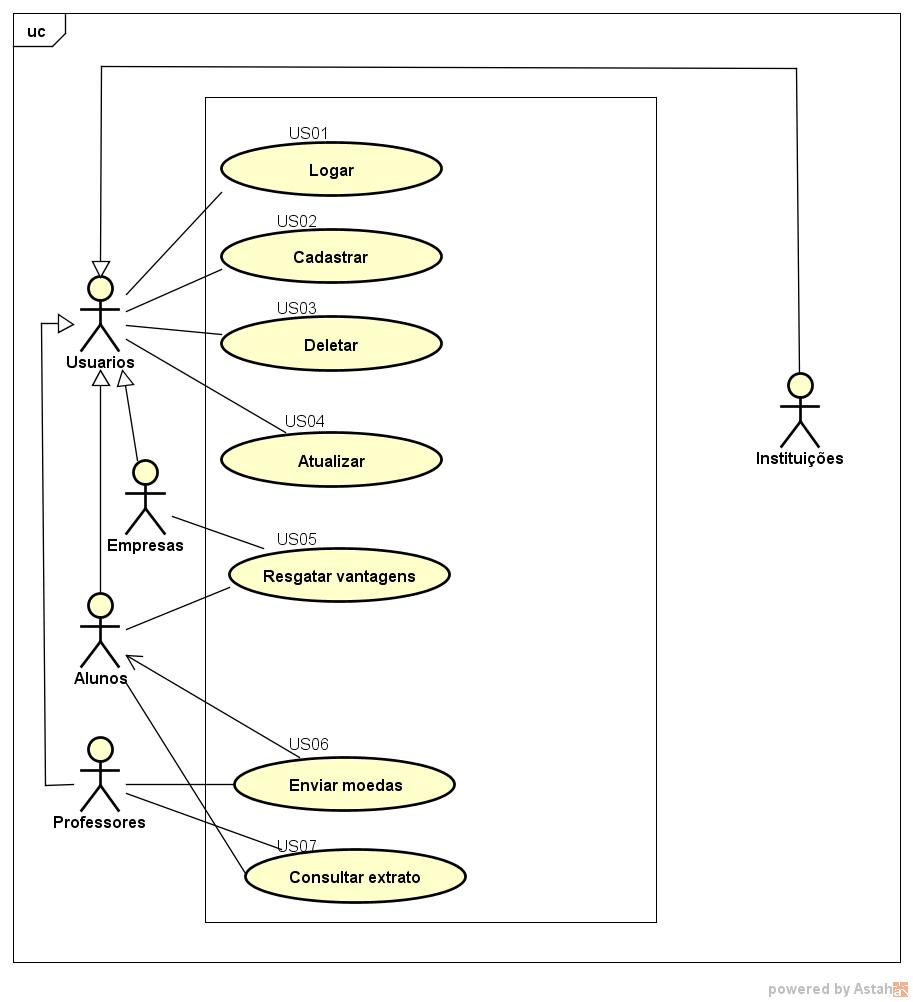 uc
US01
Logar
US02
Cadastrar
US03
Deletar
Usuarios
US04
Atualizar
Instituições
Empresas
US05
Resgatar vantagens
Alunos
US06
Enviar moedas
Professores
US07
Consultar extrato
powered by Astah